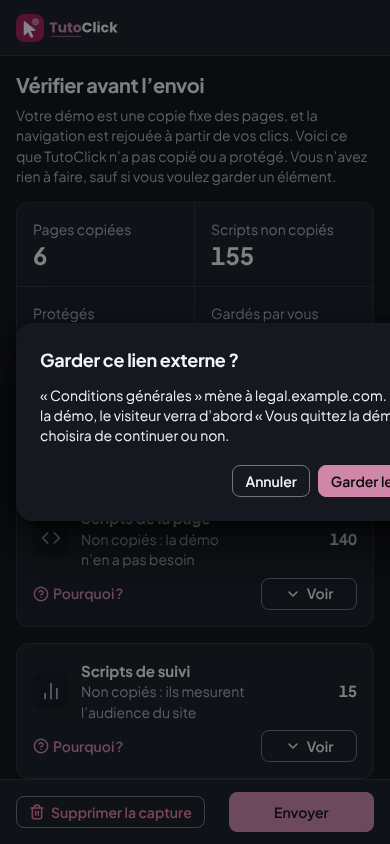 TutoClick
Vérifier avant l’envoi
Votre démo est une copie fixe des pages, et la
navigation est rejouée à partir de vos clics. Voici ce
que TutoClick n’a pas copié ou a protégé. Vous n’avez
rien à faire, sauf si vous voulez garder un élément.
Pages copiées
6
Scripts non copiés
155
Protégés
Gardés par vous
Garder ce lien externe ?
« Conditions générales » mène à legal.example.com.
la démo, le visiteur verra d’abord « Vous quittez la
choisira de continuer ou non.
Annuler
Garder
Scripts de la page
Non copiés : la démo
n’en a pas besoin
140
Pourquoi ?
Voir
Scripts de suivi
Non copiés : ils mesurent
l’audience du site
15
Pourquoi ?
Voir
Supprimer la capture
Envoyer